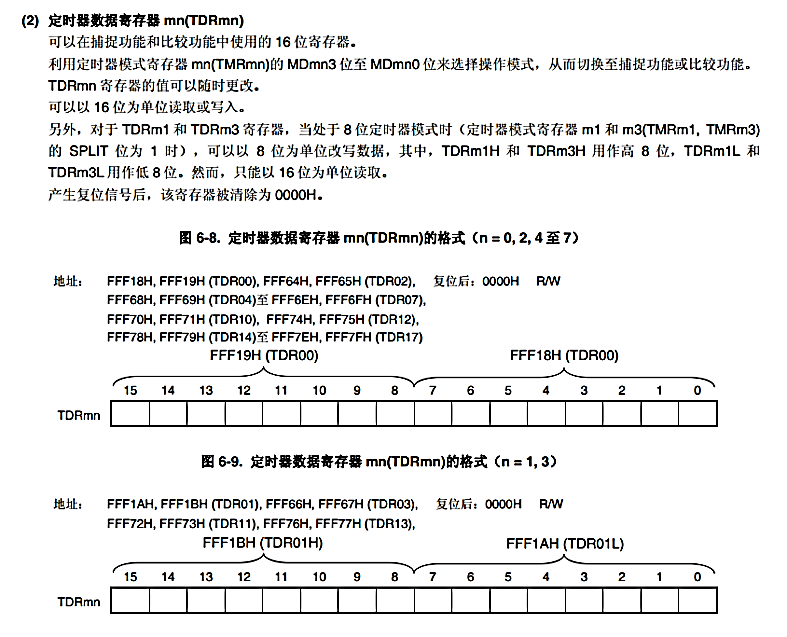 (2) 定时器数据寄存器 mn(TDRmn)
可以在捕捉功能和比较功能中使用的 16 位寄存器。
利用定时器模式寄存器 mn(TMRmn)的 MDmn3 位至 MDmn0 位来选择操作模式，从而切换至捕捉功能或比较功能。
TDRmn 寄存器的值可以随时更改。
可以以 16 位为单位读取或写入。
另外，对于 TDRm1 和 TDRm3 寄存器，当处于 8 位定时器模式时（定时器模式寄存器 m1 和 m3(TMRm1, TMRm3)
的 SPLIT 位为 1 时），可以以 8 位为单位改写数据，其中，TDRm1H 和 TDRm3H 用作高 8 位，TDRm1L 和
TDRm3L 用作低 8 位。然而，只能以 16 位为单位读取。
产生复位信号后，该寄存器被清除为 0000H。
图 6-8. 定时器数据寄存器 mn(TDRmn)的格式（n = 0, 2, 4 至 7）
地址： FFF18H, FFF19H (TDR00), FFF64H, FFF65H (TDR02), 复位后：0000H R/W
FFF68H, FFF69H (TDR04)至 FFF6EH, FFF6FH (TDR07),
FFF70H, FFF71H (TDR10), FFF74H, FFF75H (TDR12),
FFF78H, FFF79H (TDR14)至 FFF7EH, FFF7FH (TDR17)
FFF19H (TDR00) FFF18H (TDR00)
15 14 13 12 11 10 9 8 7 6 5 4 3 2 1 0
TDRmn
图 6-9. 定时器数据寄存器 mn(TDRmn)的格式（n = 1, 3）
地址： FFF1AH, FFF1BH (TDR01), FFF66H, FFF67H (TDR03), 复位后：0000H R/W
FFF72H, FFF73H (TDR11), FFF76H, FFF77H (TDR13),
FFF1BH (TDR01H) FFF1AH (TDR01L)
15 14 13 12 11 10 9 8 7 6 5 4 3 2 1 0
TDRmn